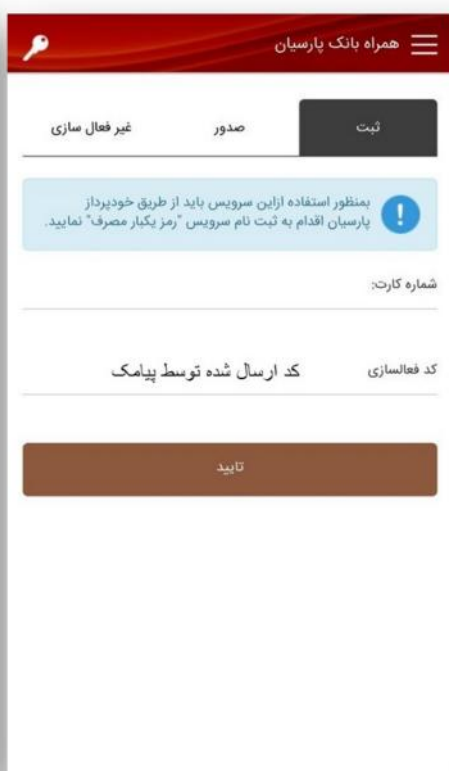 همراه بانک پارسیان
ثبت صدور غیر فعال سازی
بمنظور استفاده ازاین سرویس باید از طریق خودپرداز
پارسیان اقدام به ثبت نام سرویس "رمز یکبار مصرف" نمایید.
شماره کارت:
کد فعالسازی کد ارسال شده توسط پیامک
تایید